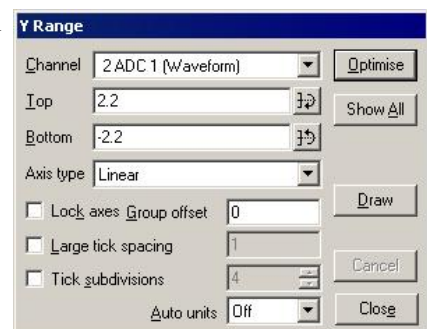 Y Range
Channel 2 ADC 1 (Waveform) Optimise
Top 2.2 Show All
Bottom -2.2
Axis type Linear
Lock axes Group offset 0 Draw
Large tick spacing 1
Tick subdivisions 4 Cancel
Auto units Off Close